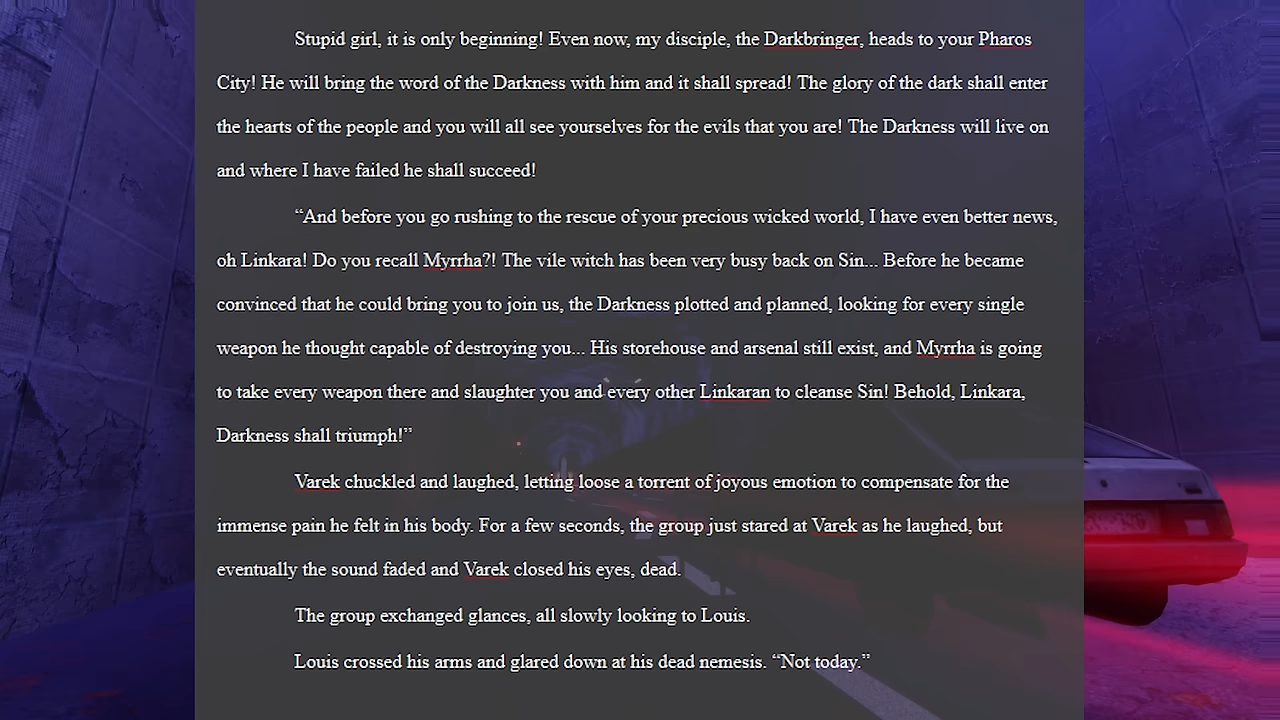 Stupid girl, it is only beginning! Even now, my disciple, the Darkbringer, heads to your Pharos
City! He will bring the word of the Darkness with him and it shall spread! The glory of the dark shall enter
the hearts of the people and you will all see yourselves for the evils that you are! The Darkness will live on
and where I have failed he shall succeed!
“And before you go rushing to the rescue of your precious wicked world, I have even better news,
oh Linkara! Do you recall Myrrha?! The vile witch has been very busy back on Sin... Before he became
convinced that he could bring you to join us, the Darkness plotted and planned, looking for every single
weapon he thought capable of destroying you... His storehouse and arsenal still exist, and Myrrha is going
to take every weapon there and slaughter you and every other Linkaran to cleanse Sin! Behold, Linkara,
Darkness shall triumph!”
Varek chuckled and laughed, letting loose a torrent of joyous emotion to compensate for the
immense pain he felt in his body. For a few seconds, the group just stared at Varek as he laughed, but
eventually the sound faded and Varek closed his eyes, dead.
The group exchanged glances, all slowly looking to Louis.
Louis crossed his arms and glared down at his dead nemesis. “Not today.”